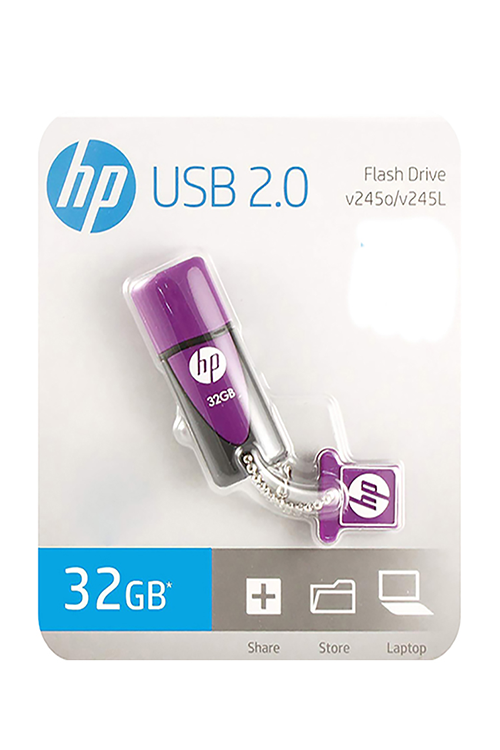 hp
USB 2.0
Flash Drive
v245o/v245L
hp
32GB
hp
32GB*
Share
Store
Laptop